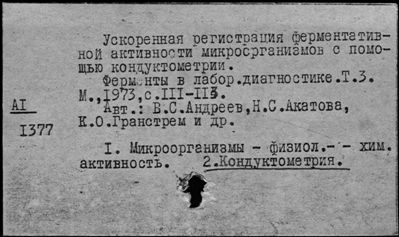 Ускоренная регистрация ферментатив-
ной активности микроорганизмов с помо-
щью кондуктометрии.
Ферменты в лабор.диагностике.Т.3.
М.,1973,с.III-II3.
AI
Авт.: В.С.Андреев,Н.С.Акатова,
1377
К.О.Гранстрем и др.
I. Микроорганизмы - физиол.- - хим.
активность. 2.Кондуктометрия.